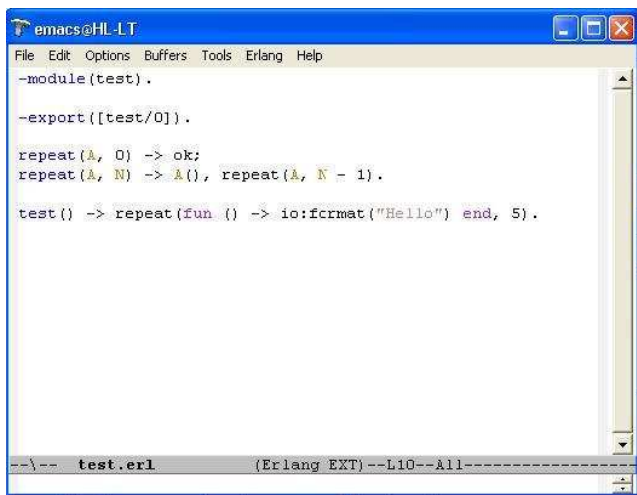 emacs@HL-LT
File Edit Options Buffers Tools Erlang Help
-module(test).
-export([test/0]).
repeat(A, 0) -> ok;
repeat(A, N) -> A(), repeat(A, N - 1).
test() -> repeat(fun () -> io:format("Hello") end, 5).
--\-- test.erl (Erlang EXT)--L10--All-----------------